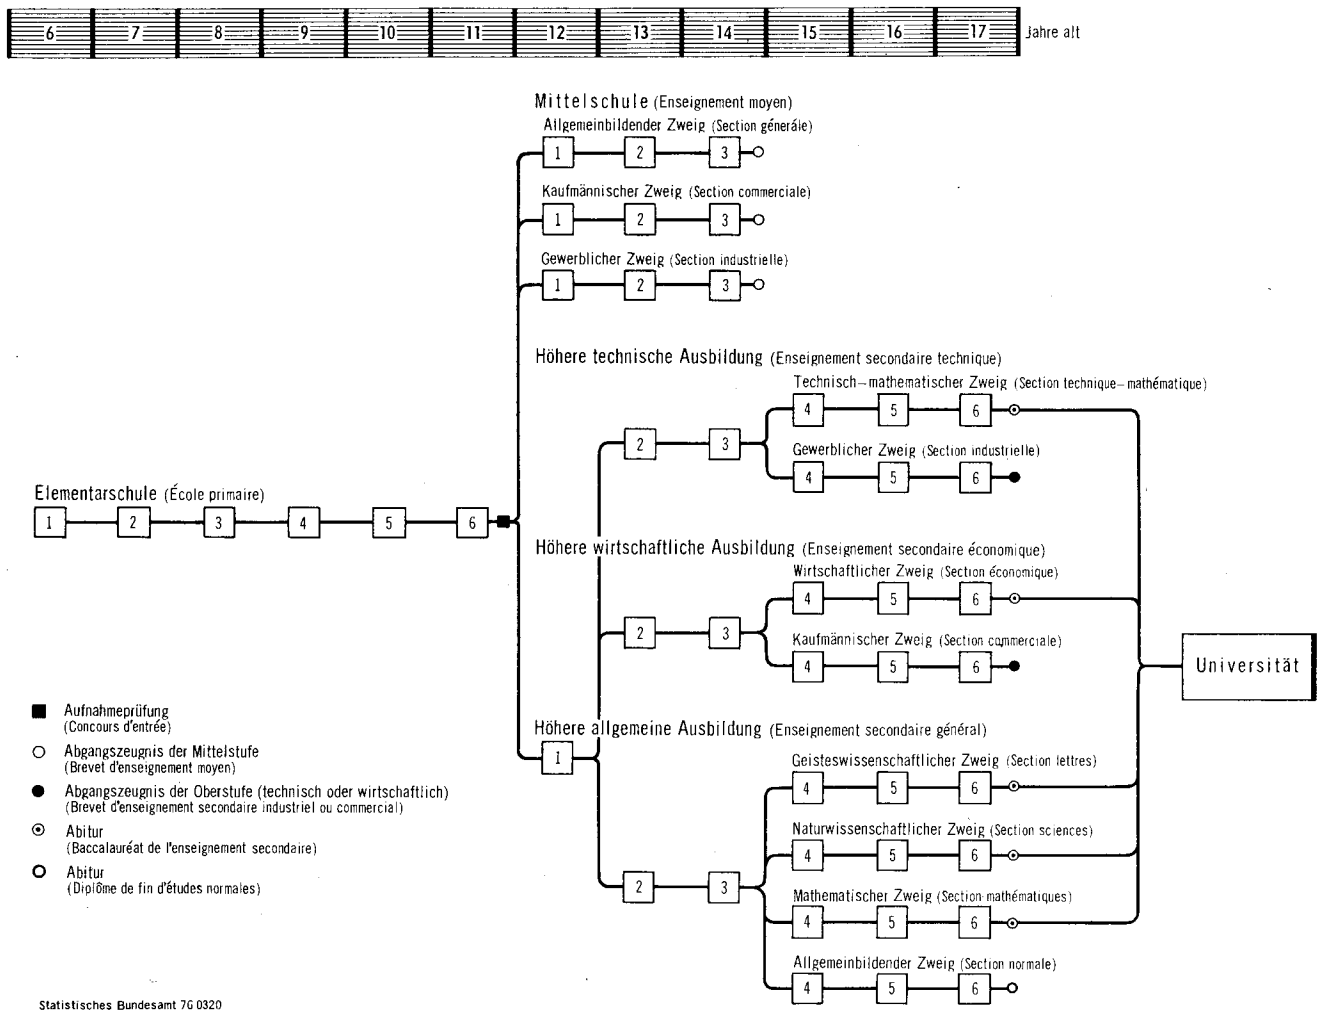 6 7 8 9 10 11 12 13 14 15 16 17 Jahre alt
Mittelschule (Enseignement moyen)
Allgemeinbildender Zweig (Section génerále)
1 2 3
Kaufmännischer Zweig (Section commerciale)
1 2 3
Gewerblicher Zweig (Section industrielle)
1 2 3
Höhere technische Ausbildung (Enseignement secondaire technique)
Technisch–mathematischer Zweig (Section technique–mathématique)
4 5 6
2 3
Gewerblicher Zweig (Section industrielle)
4 5 6
Elementarschule (École primaire)
1 2 3 4 5 6
Höhere wirtschaftliche Ausbildung (Enseignement secondaire économique)
Wirtschaftlicher Zweig (Section économique)
4 5 6
2 3
Kaufmännischer Zweig (Section commerciale)
4 5 6
Universität
Höhere allgemeine Ausbildung (Enseignement secondaire général)
1
Geisteswissenschaftlicher Zweig (Section lettres)
4 5 6
Naturwissenschaftlicher Zweig (Section sciences)
4 5 6
2 3
Mathematischer Zweig (Section mathématiques)
4 5 6
Allgemeinbildender Zweig (Section normale)
4 5 6
Aufnahmeprüfung
(Concours d'entrée)
Abgangszeugnis der Mittelstufe
(Brevet d'enseignement moyen)
Abgangszeugnis der Oberstufe (technisch oder wirtschaftlich)
(Brevet d'enseignement secondaire industriel ou commercial)
Abitur
(Baccalauréat de l'enseignement secondaire)
Abitur
(Diplôme de fin d'études normales)
Statistisches Bundesamt 76 0320